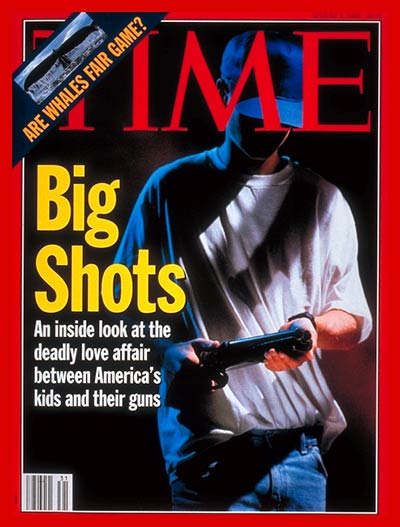 ARE WHALES FAIR GAME?
TIME
Big
Shots
An inside look at the
deadly love affair
between America's
kids and their guns
31